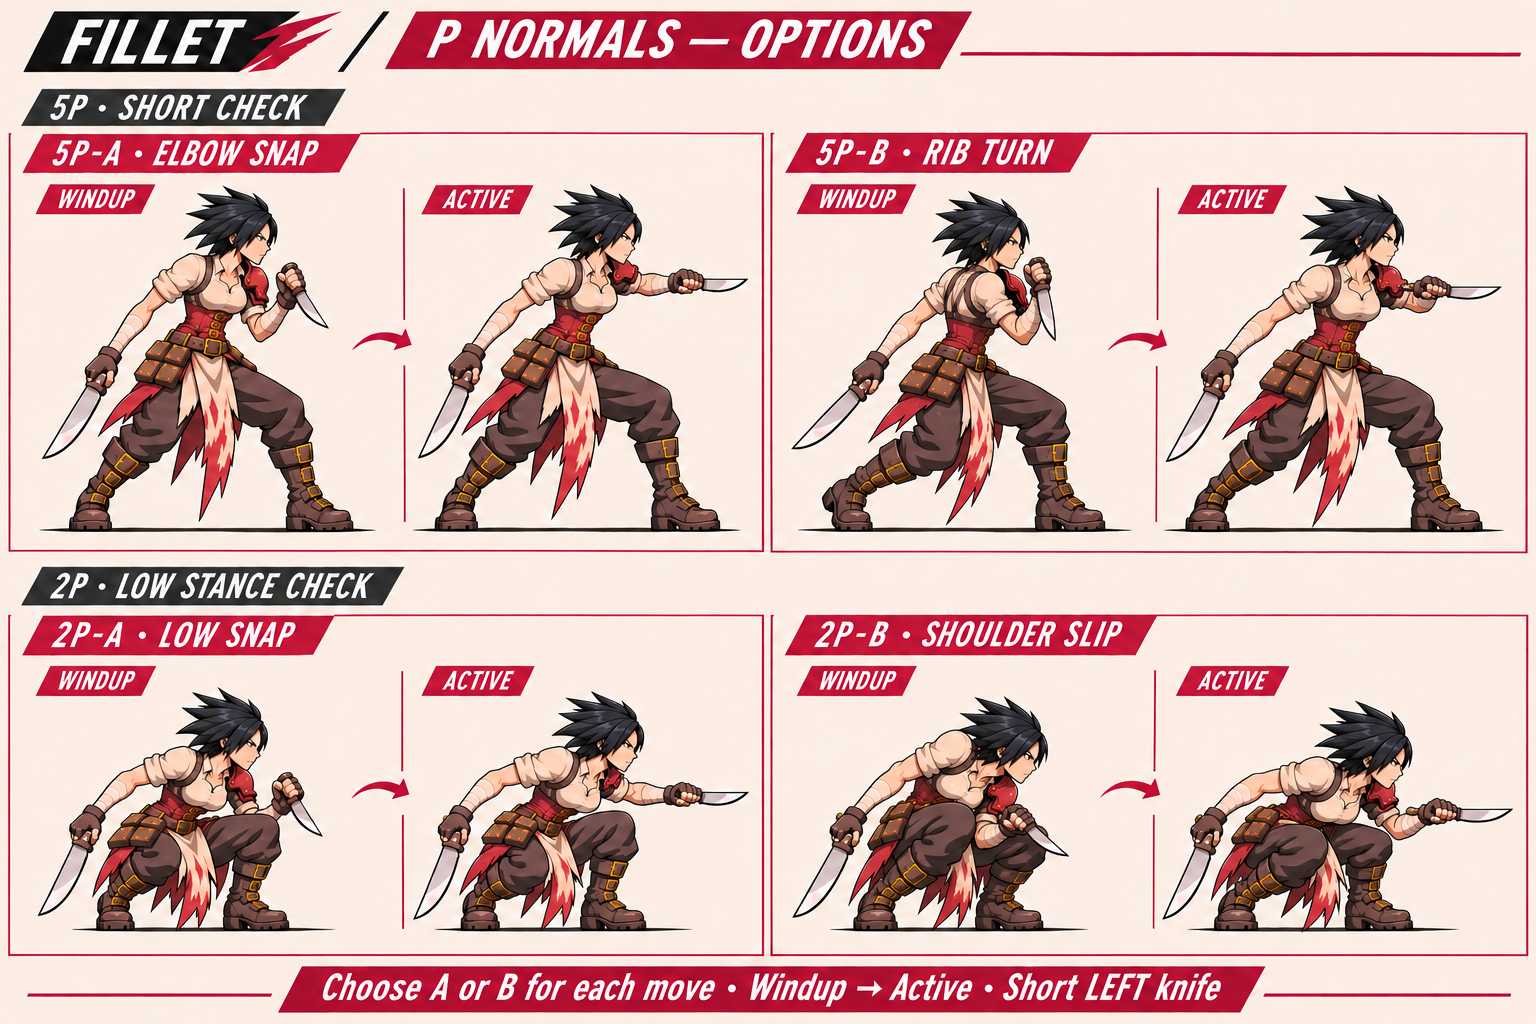 FILLET / P NORMALS — OPTIONS
5P • SHORT CHECK
5P-A • ELBOW SNAP
WINDUP
ACTIVE
5P-B • RIB TURN
WINDUP
ACTIVE
2P • LOW STANCE CHECK
2P-A • LOW SNAP
WINDUP
ACTIVE
2P-B • SHOULDER SLIP
WINDUP
ACTIVE
Choose A or B for each move • Windup → Active • Short LEFT knife